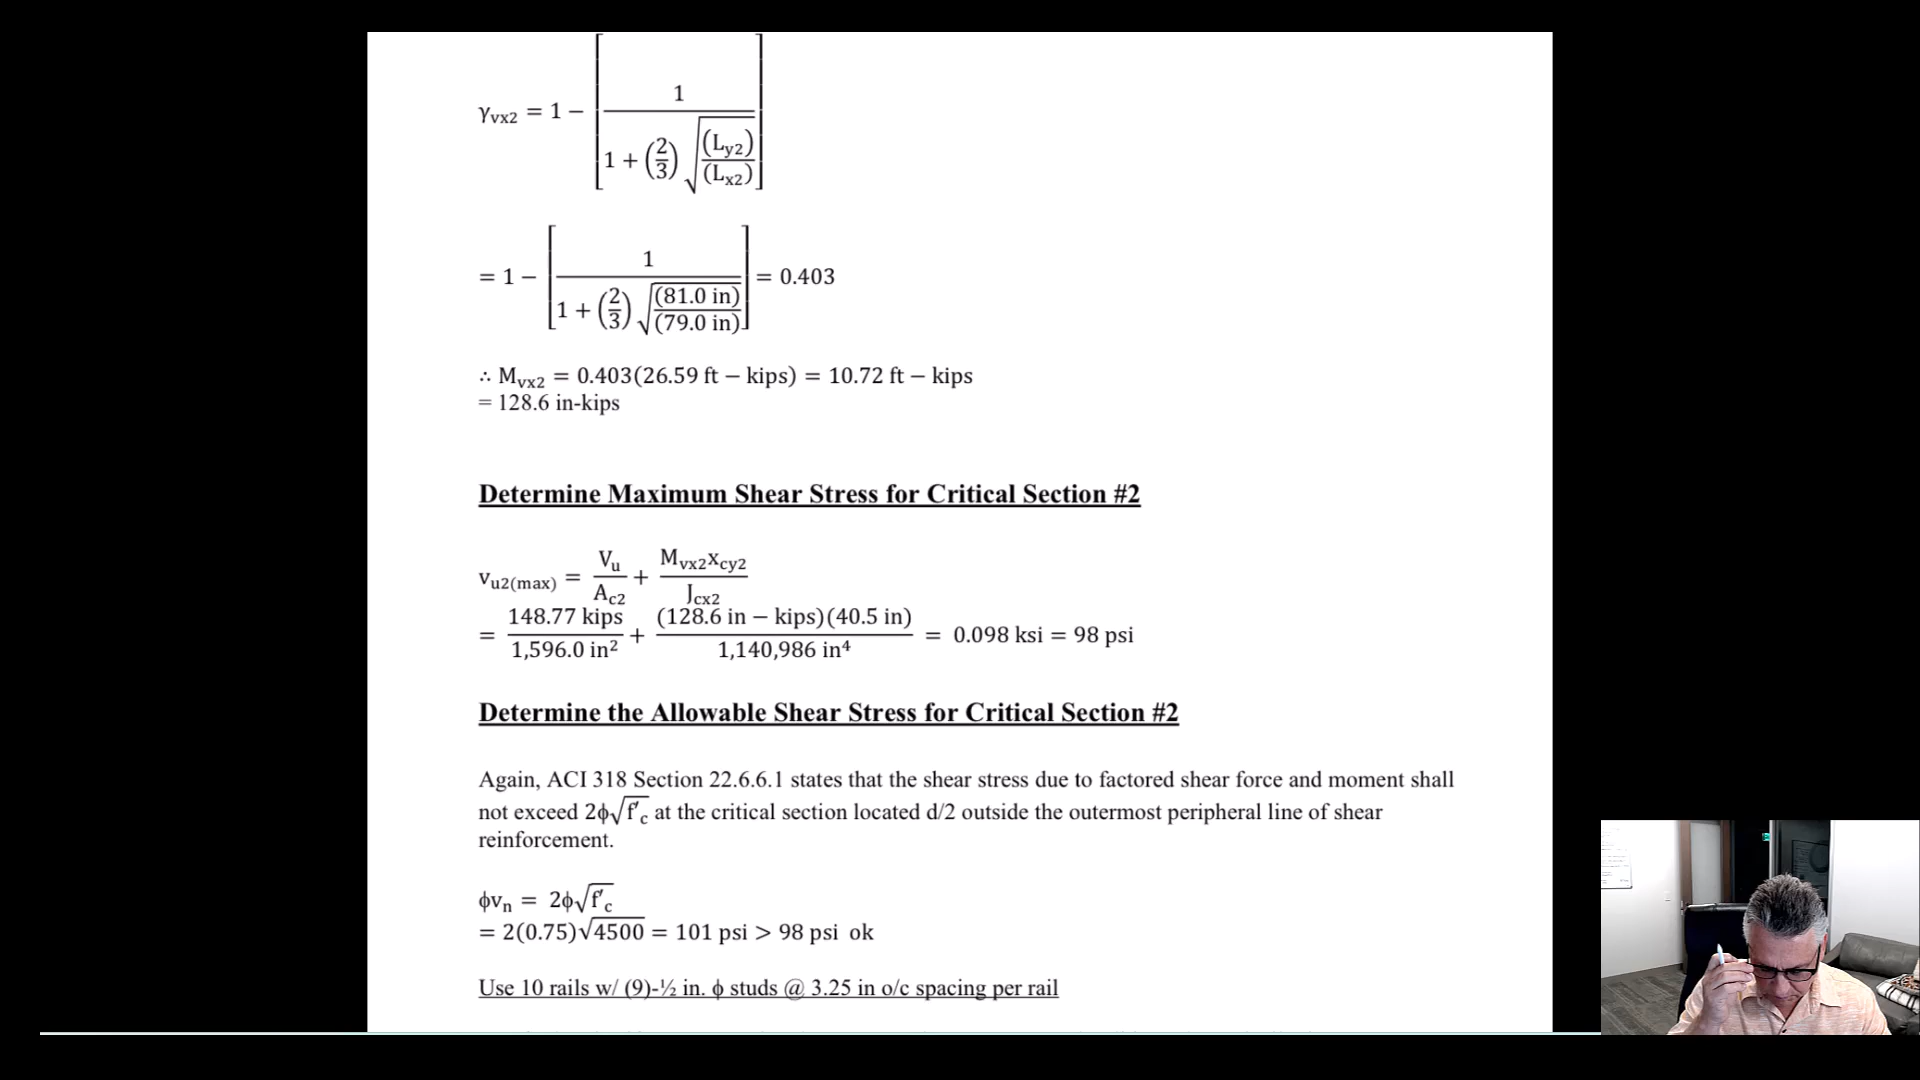 γvx2 = 1 − [1 / (1 + (2/3) √((Ly2)/(Lx2)))]
= 1 − [1 / (1 + (2/3) √((81.0 in)/(79.0 in)))] = 0.403
∴ Mvx2 = 0.403(26.59 ft − kips) = 10.72 ft − kips
= 128.6 in-kips
Determine Maximum Shear Stress for Critical Section #2
vu2(max) = Vu/Ac2 + Mvx2xcy2/Jcx2
= 148.77 kips/1,596.0 in² + (128.6 in − kips)(40.5 in)/1,140,986 in⁴ = 0.098 ksi = 98 psi
Determine the Allowable Shear Stress for Critical Section #2
Again, ACI 318 Section 22.6.6.1 states that the shear stress due to factored shear force and moment shall
not exceed 2ϕ√f'c at the critical section located d/2 outside the outermost peripheral line of shear
reinforcement.
ϕvn = 2ϕ√f'c
= 2(0.75)√4500 = 101 psi > 98 psi ok
Use 10 rails w/ (9)-½ in. ϕ studs @ 3.25 in o/c spacing per rail